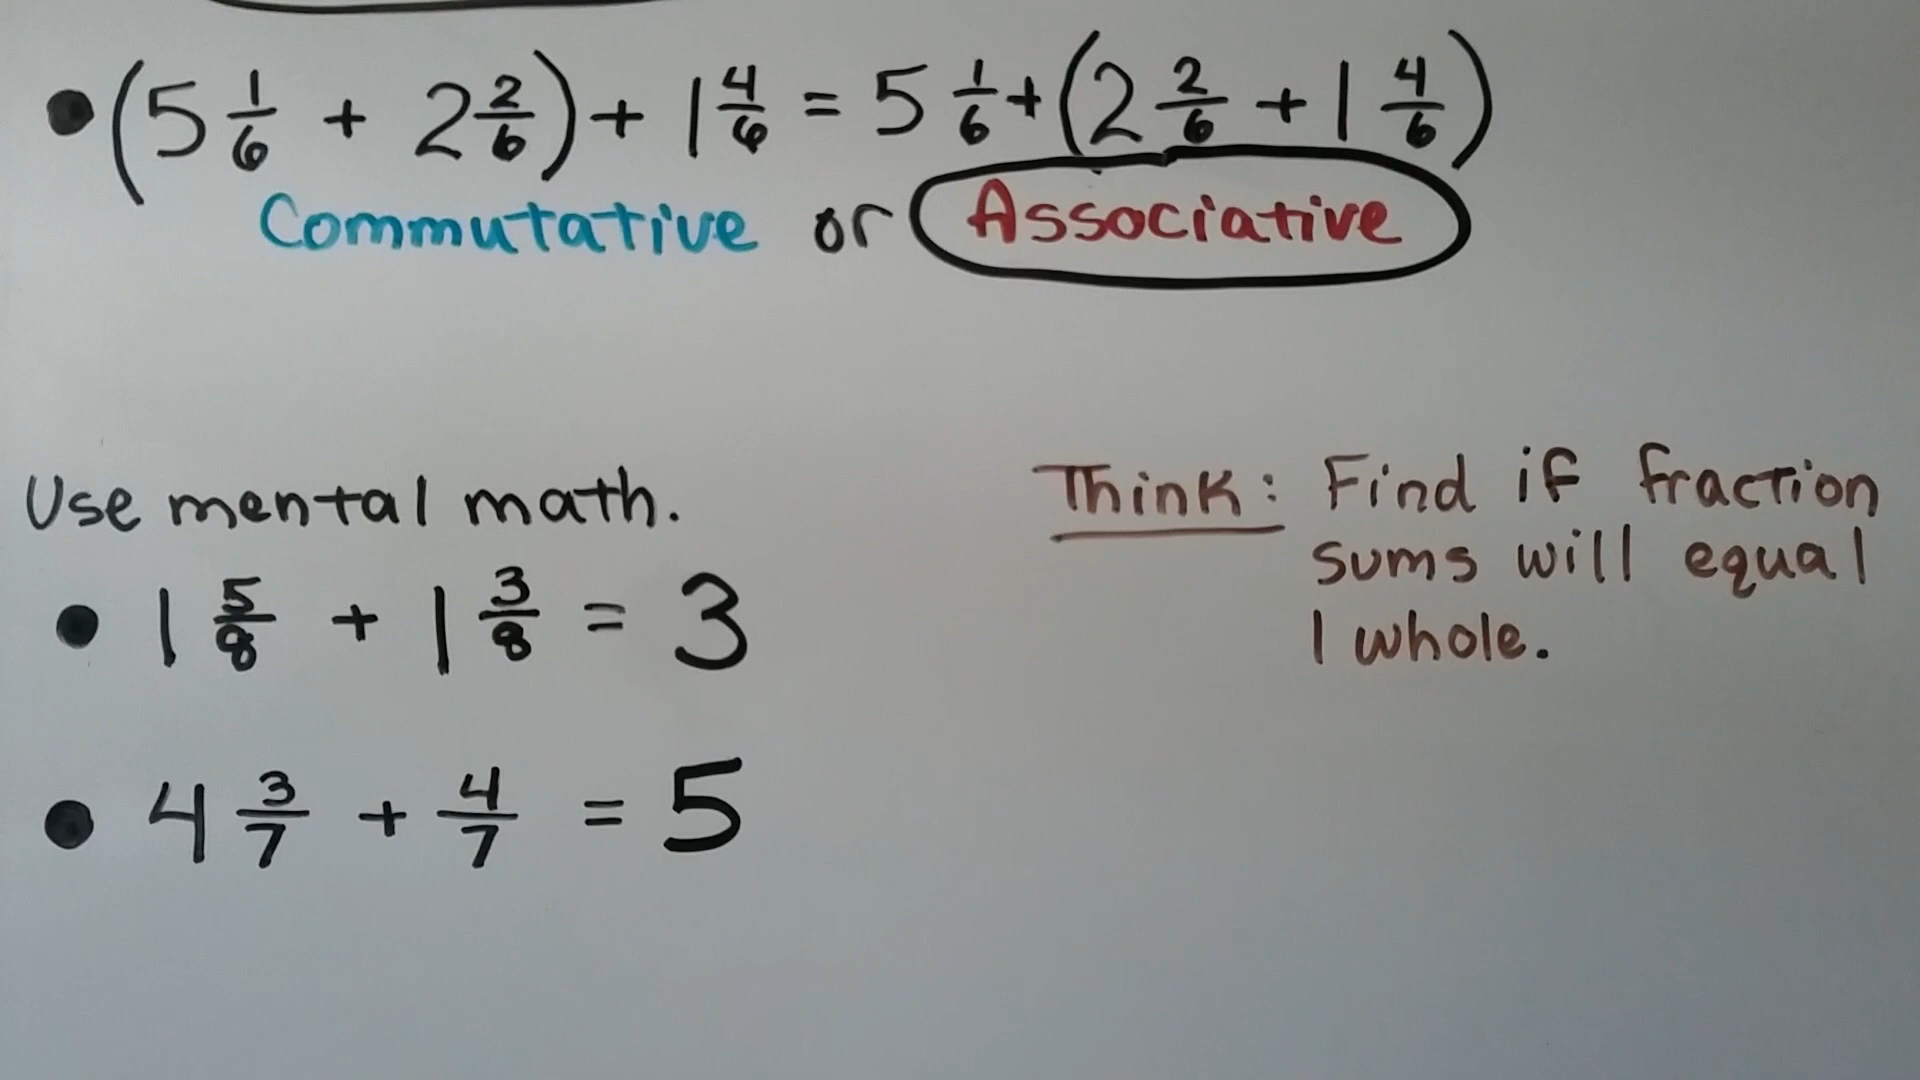 • (5 1/6 + 2 2/6) + 1 4/6 = 5 1/6 + (2 2/6 + 1 4/6)
Commutative or Associative
Use mental math.
Think: Find if fraction
sums will equal
1 whole.
• 1 5/8 + 1 3/8 = 3
• 4 3/7 + 4/7 = 5